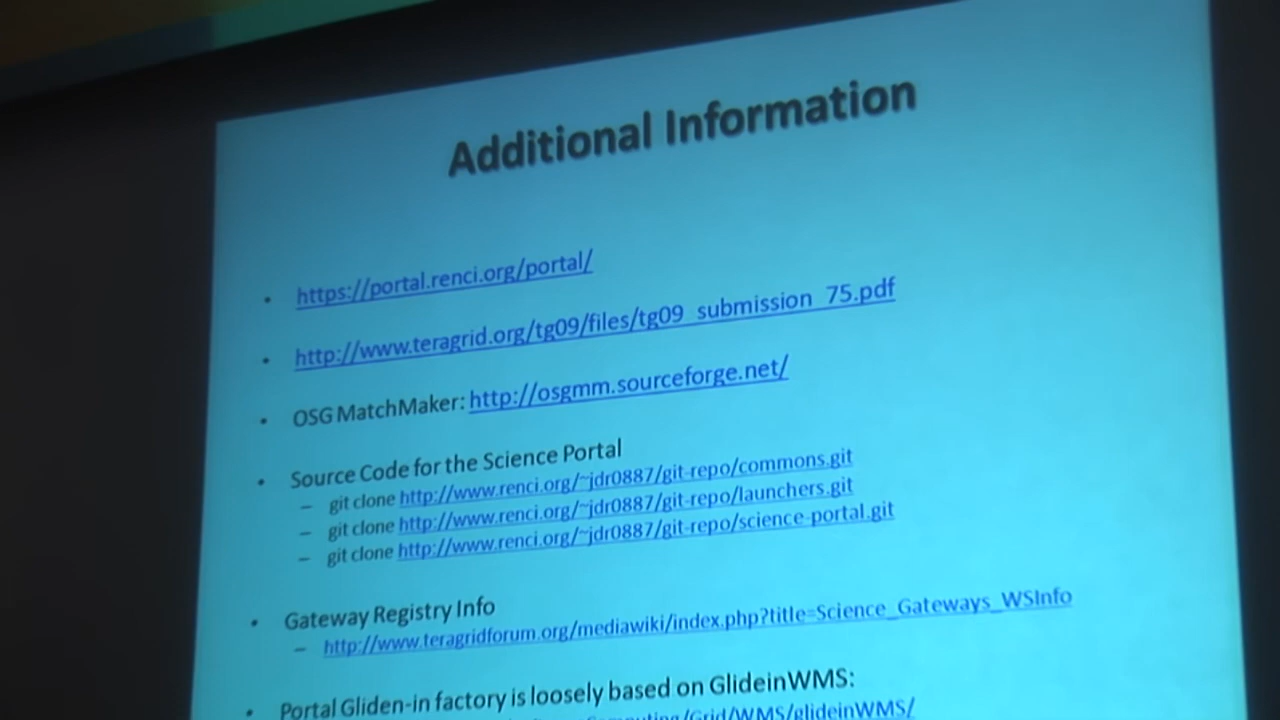 Additional Information
• https://portal.renci.org/portal/
• http://www.teragrid.org/tg09/files/tg09_submission_75.pdf
• OSG MatchMaker: http://osgmm.sourceforge.net/
• Source Code for the Science Portal
– git clone http://www.renci.org/~jdr0887/git-repo/commons.git
– git clone http://www.renci.org/~jdr0887/git-repo/launchers.git
– git clone http://www.renci.org/~jdr0887/git-repo/science-portal.git
• Gateway Registry Info
– http://www.teragridforum.org/mediawiki/index.php?title=Science_Gateways_WSInfo
• Portal Gliden-in factory is loosely based on GlideinWMS:
/Grid/WMS/glideinWMS/